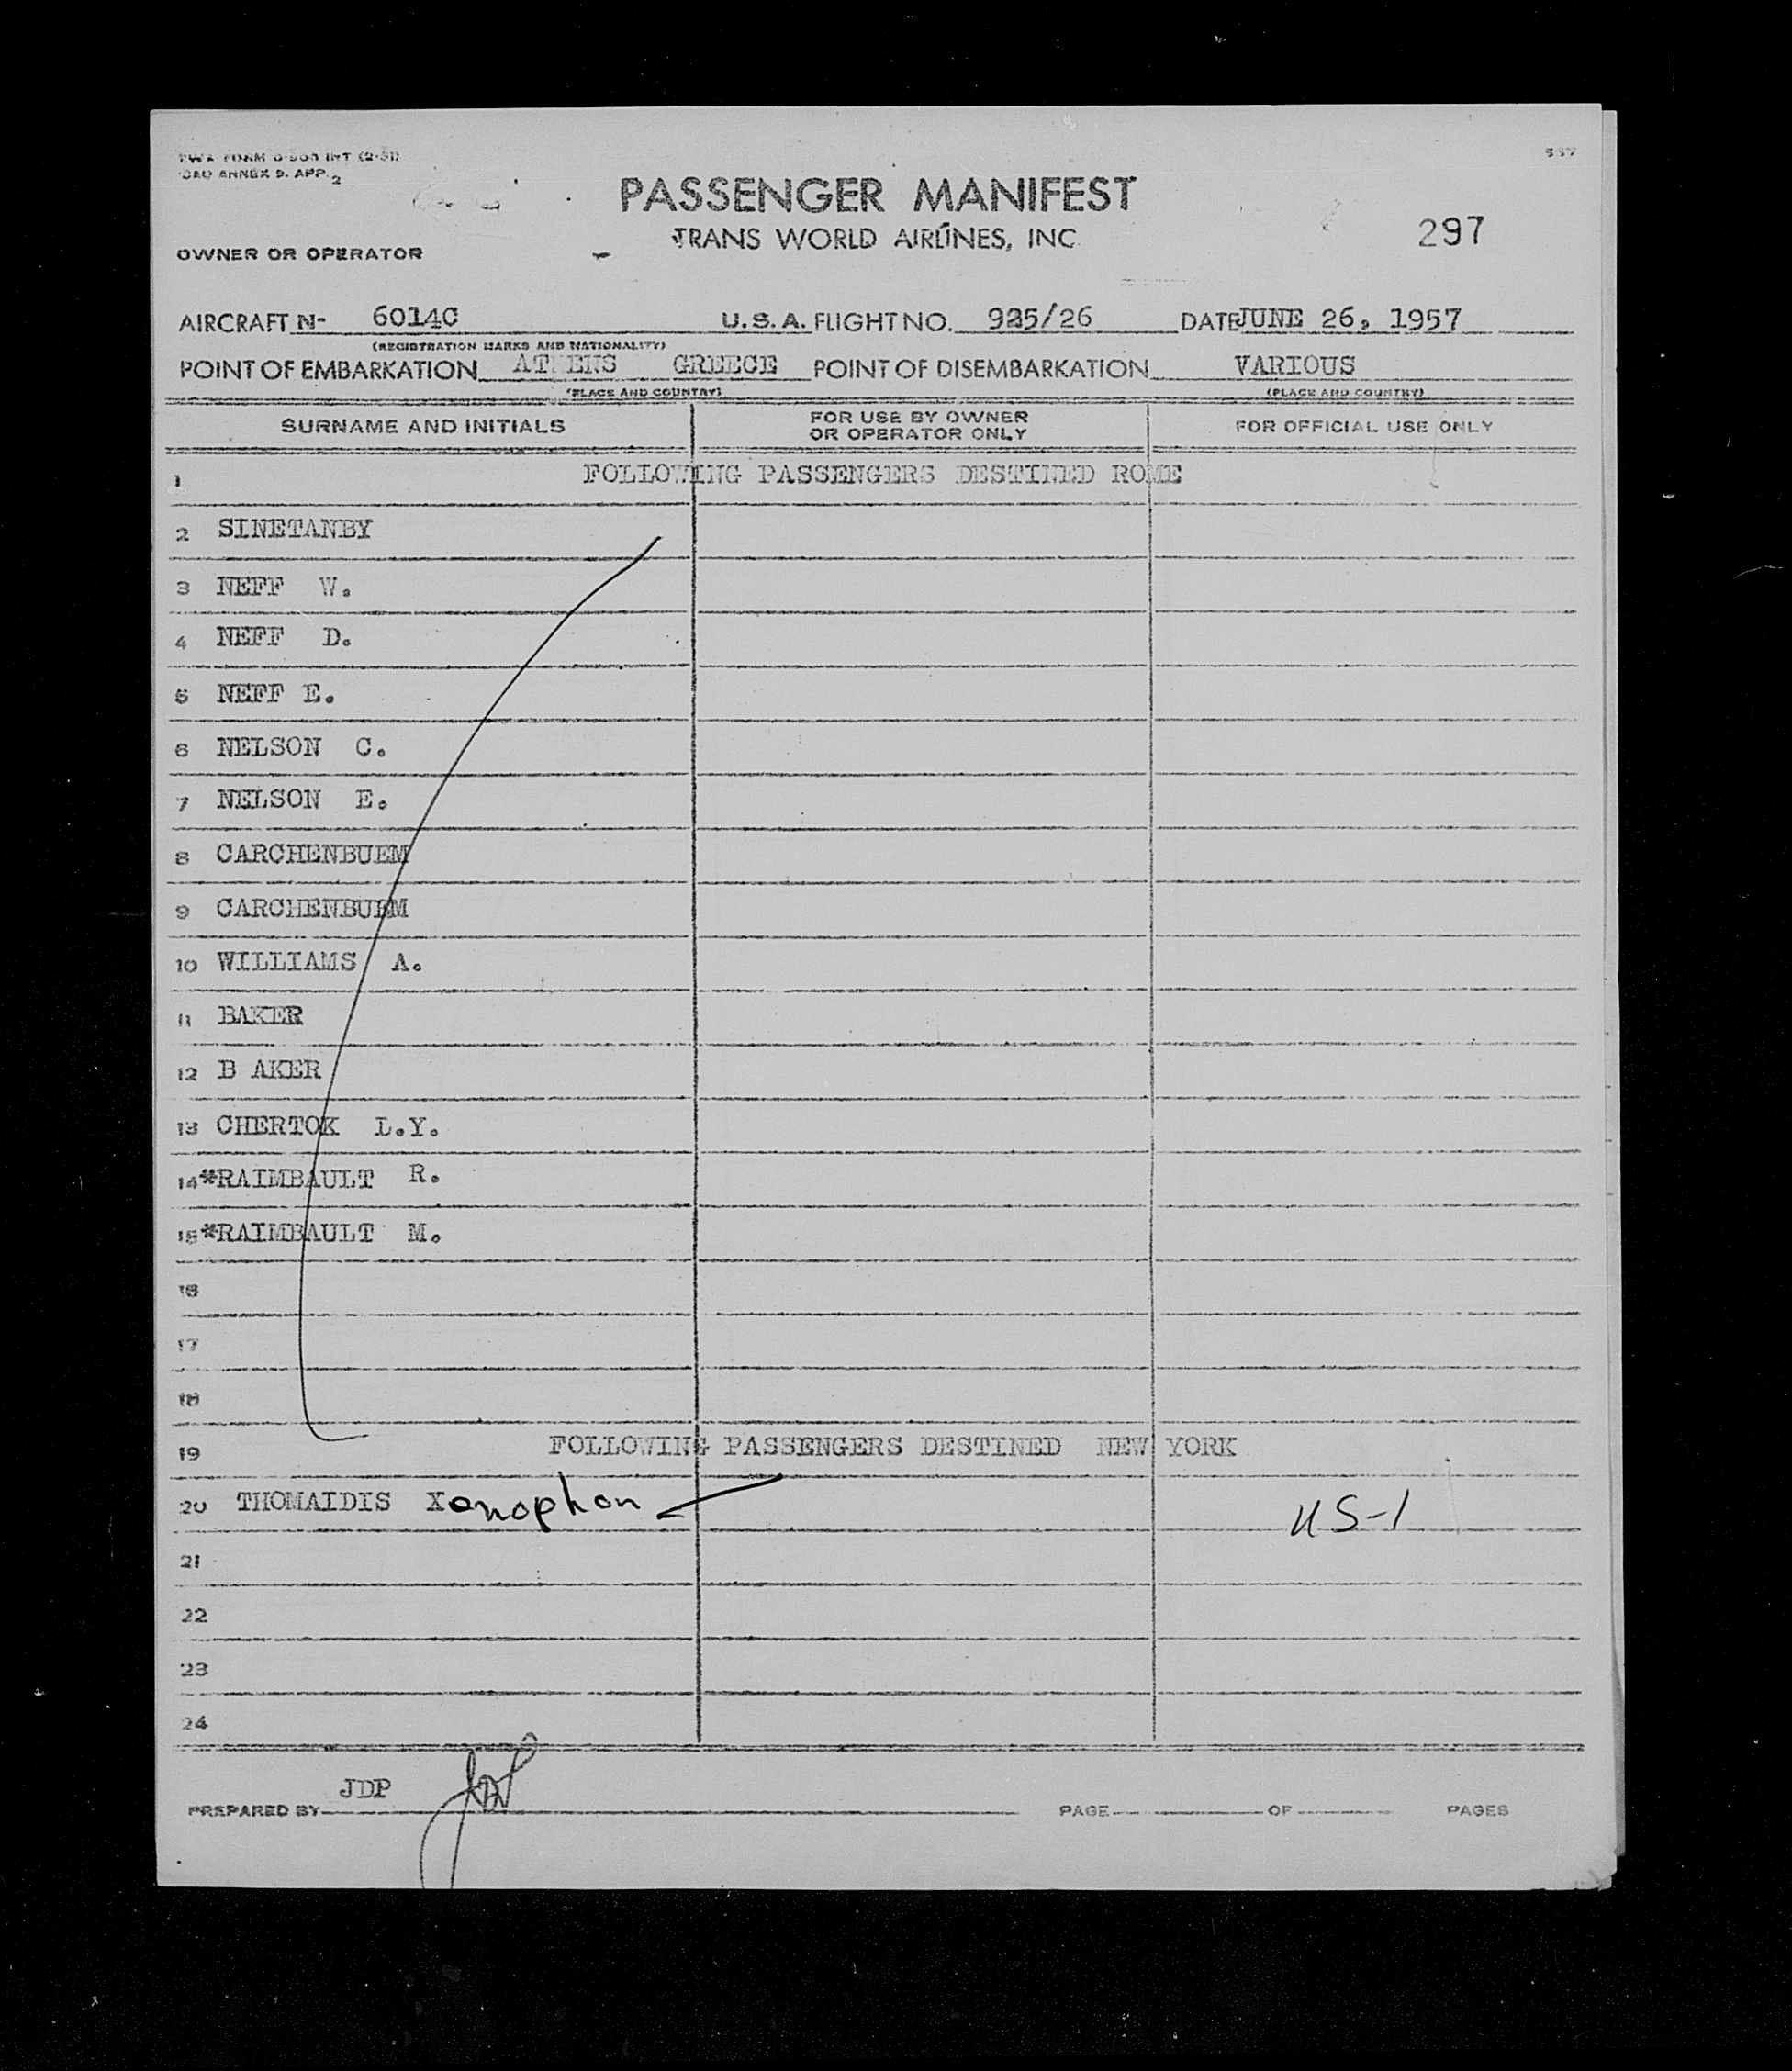 TWA FORM INT (2-51)
ICAO ANNEX 9. APP. 2
PASSENGER MANIFEST
TRANS WORLD AIRLINES, INC
297
OWNER OR OPERATOR
AIRCRAFT N- 6014C U.S.A. FLIGHT NO. 925/26 DATE JUNE 26, 1957
(REGISTRATION MARKS AND NATIONALITY)
POINT OF EMBARKATION ATHENS GREECE POINT OF DISEMBARKATION VARIOUS
(PLACE AND COUNTRY) (PLACE AND COUNTRY)
SURNAME AND INITIALS FOR USE BY OWNER OR OPERATOR ONLY FOR OFFICIAL USE ONLY
1 FOLLOWING PASSENGERS DESTINED ROME
2 SINETANBY
3 NEFF W.
4 NEFF D.
5 NEFF E.
6 NELSON C.
7 NELSON E.
8 CARCHENBUEM
9 CARCHENBUEM
10 WILLIAMS A.
11 BAKER
12 B AKER
13 CHERTOK L.Y.
14 *RAIMBAULT R.
15 *RAIMBAULT M.
16
17
18
19 FOLLOWING PASSENGERS DESTINED NEW YORK
20 THOMAIDIS Xenophon US-1
21
22
23
24
PREPARED BY JDP PAGE OF PAGES